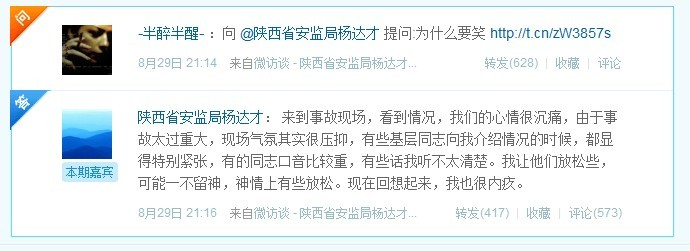 问
-半醉半醒-：向 @陕西省安监局杨达才 提问:为什么要笑 http://t.cn/zW3857s
8月29日 21:14 来自微访谈 - 陕西省安监局杨达才... 转发(628) | 收藏 | 评论
答
陕西省安监局杨达才： 来到事故现场，看到情况，我们的心情很沉痛，由于事
故太过重大，现场气氛其实很压抑，有些基层同志向我介绍情况的时候，都显
得特别紧张，有的同志口音比较重，有些话我听不太清楚。我让他们放松些，
可能一不留神，神情上有些放松。现在回想起来，我也很内疚。
本期嘉宾
8月29日 21:16 来自微访谈 - 陕西省安监局杨达才... 转发(417) | 收藏 | 评论(573)